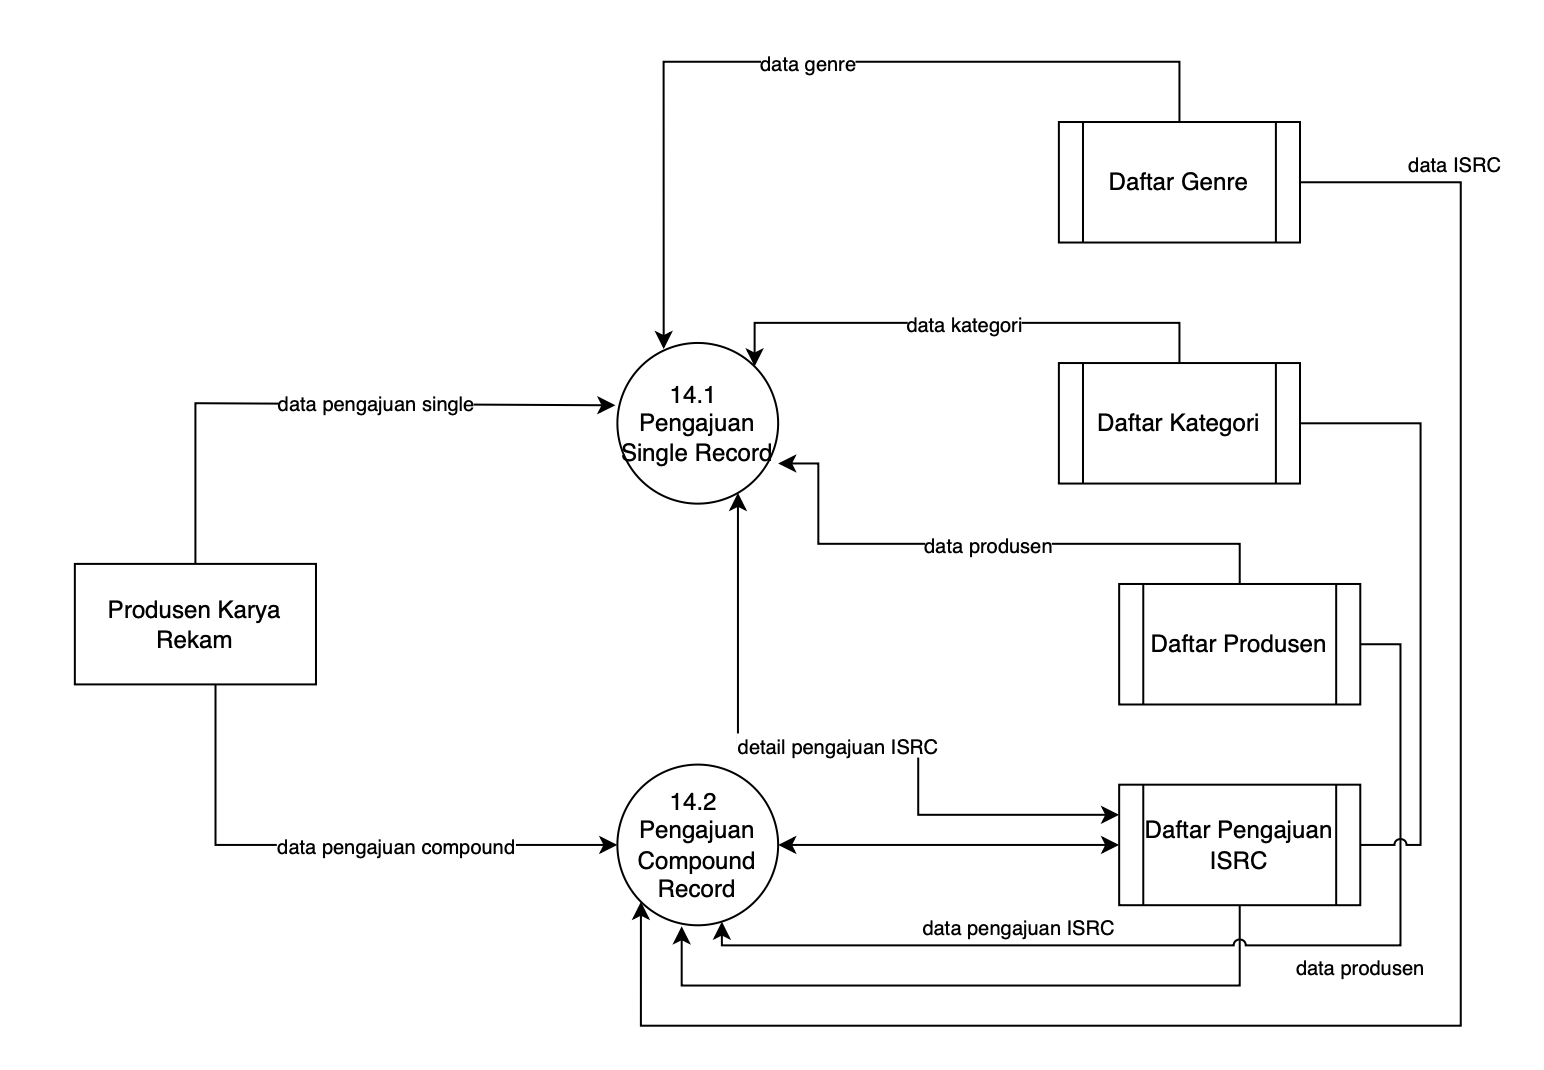 data genre
data ISRC
Daftar Genre
data kategori
14.1
Pengajuan
Single Record
data pengajuan single
Daftar Kategori
data produsen
Produsen Karya
Rekam
Daftar Produsen
detail pengajuan ISRC
14.2
Pengajuan
Compound
Record
data pengajuan compound
Daftar Pengajuan
ISRC
data pengajuan ISRC
data produsen